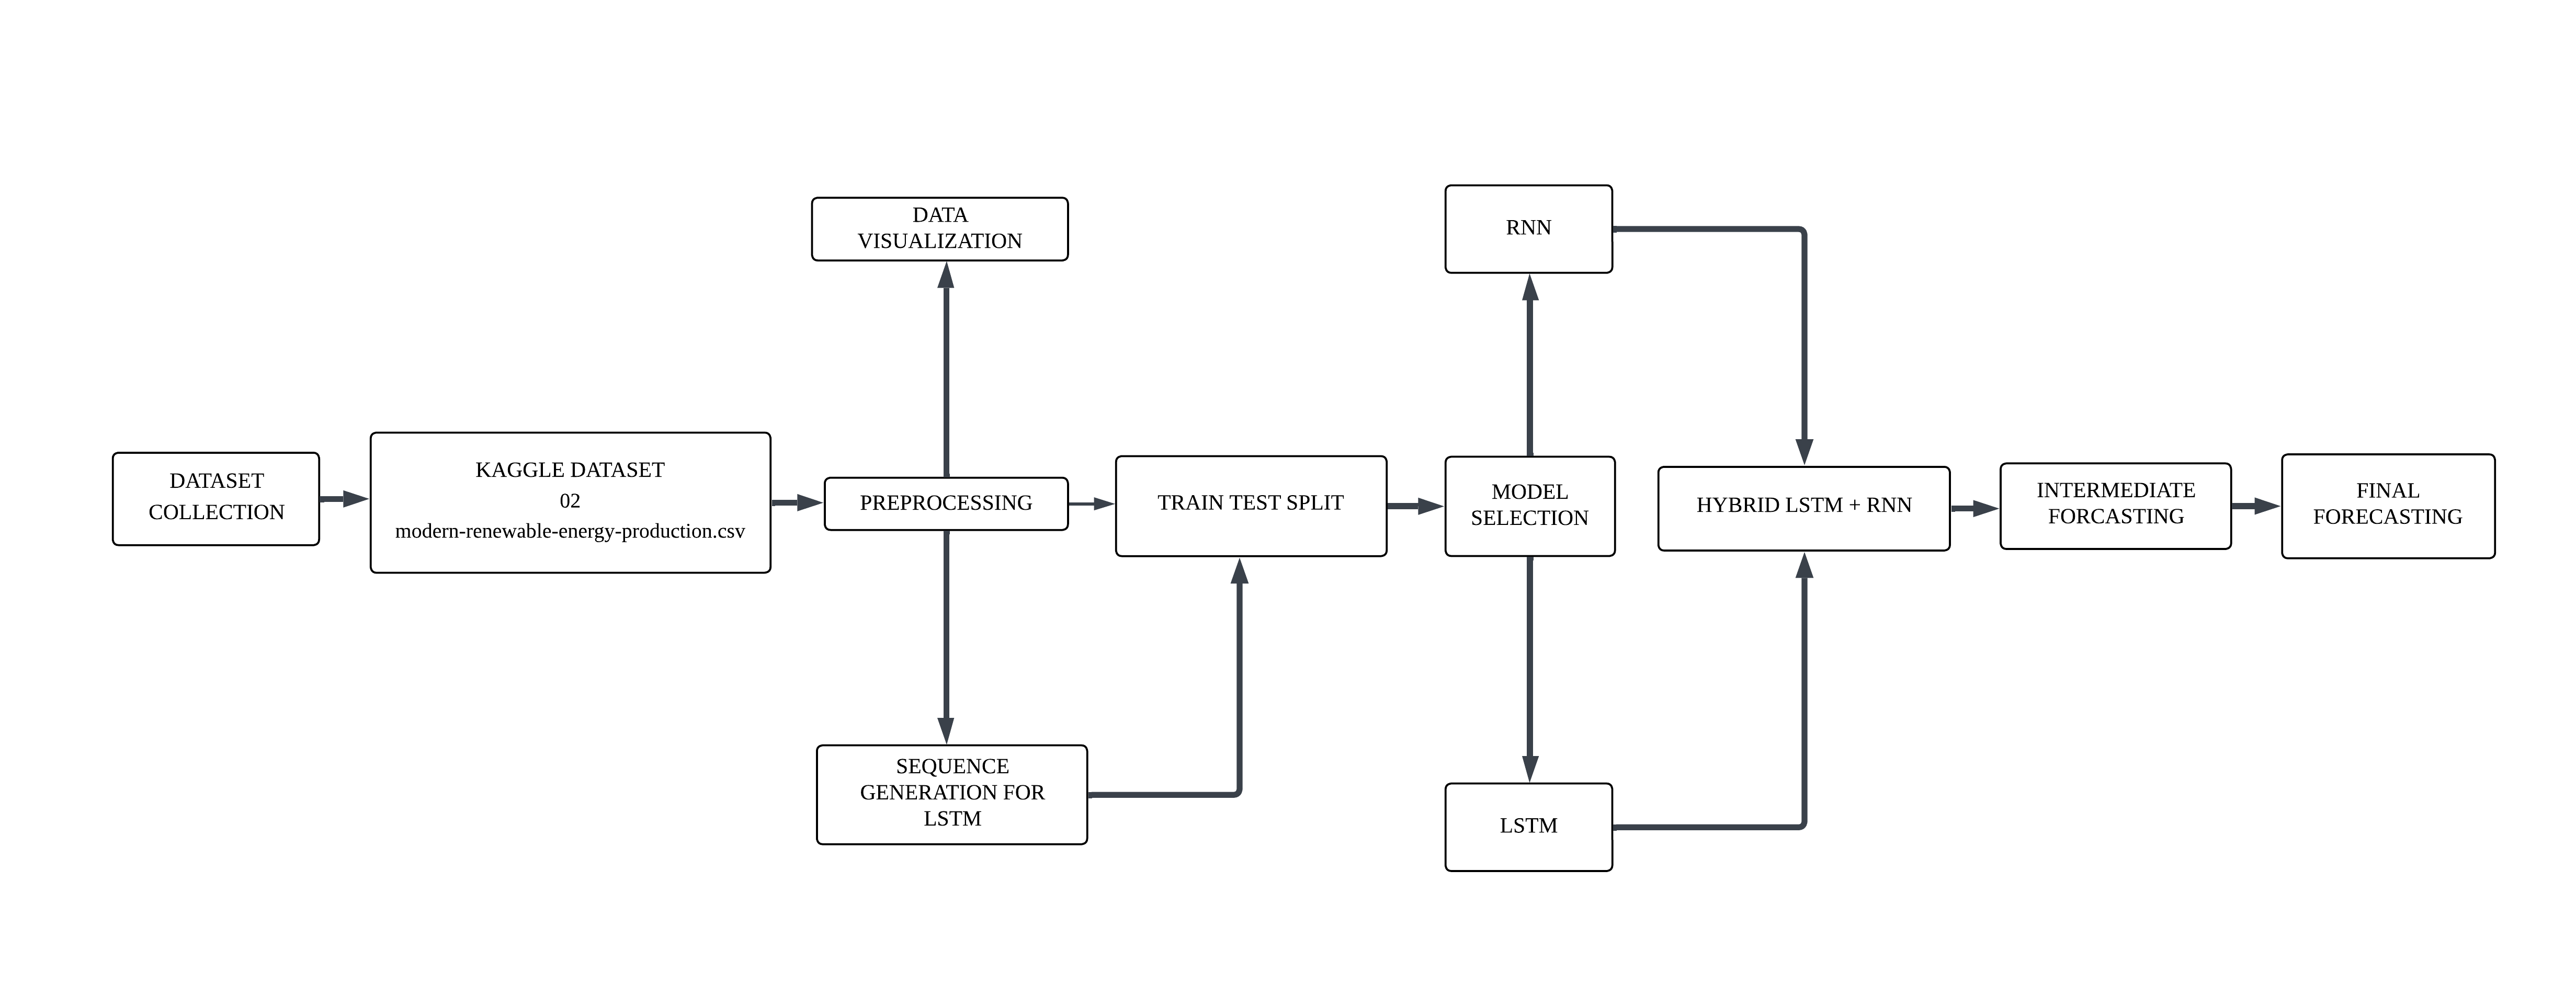 DATASET
COLLECTION
KAGGLE DATASET
02
modern-renewable-energy-production.csv
DATA
VISUALIZATION
PREPROCESSING
SEQUENCE
GENERATION FOR
LSTM
TRAIN TEST SPLIT
MODEL
SELECTION
RNN
LSTM
HYBRID LSTM + RNN
INTERMEDIATE
FORCASTING
FINAL
FORECASTING